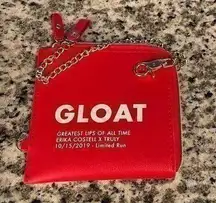 GLOAT
GREATEST LIPS OF ALL TIME
ERIKA COSTELL X TRULY
10/15/2019 - Limited Run